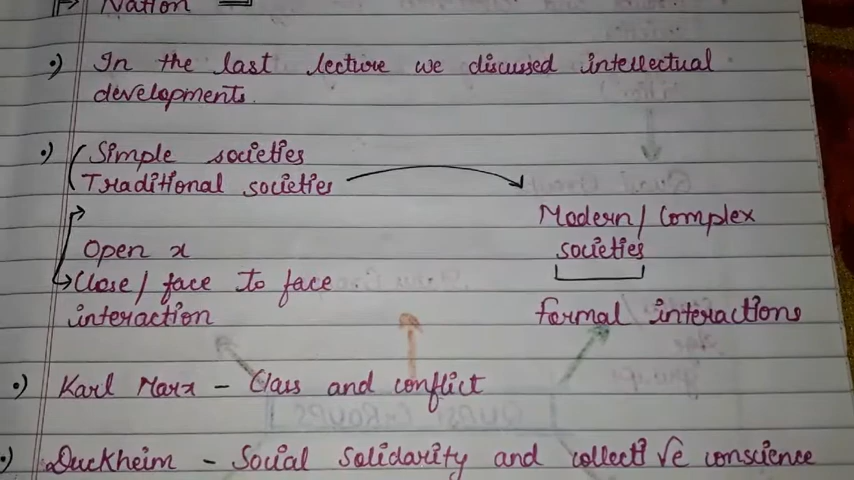 Nation
•) In the last lecture we discussed intellectual
developments.
•) Simple societies
Traditional societies
Modern/Complex
societies
Open x
Close/face to face
interaction
formal interactions
•) Karl Marx - Class and conflict
•) Duckheim - Social solidarity and collective conscience